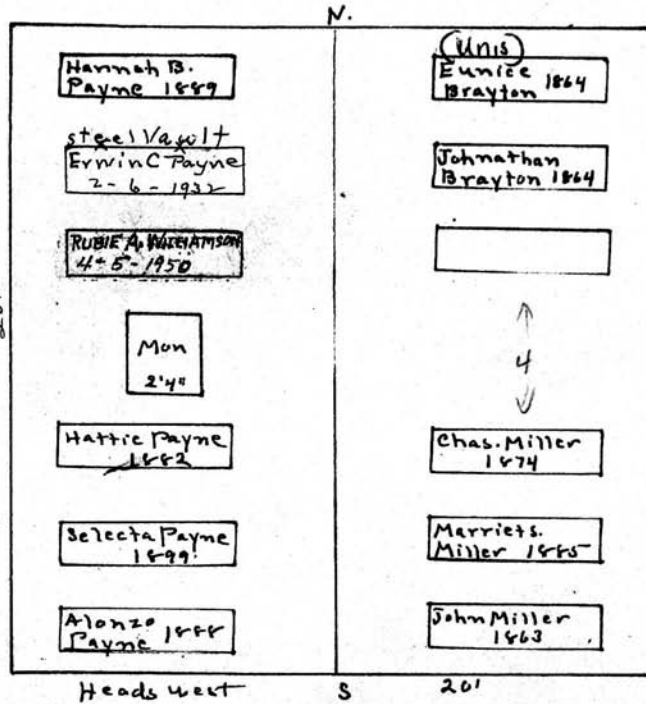 N.
Hannah B.
Payne 1889
steel Vault
Erwin C Payne
2-6-1932
RUBIE A. WILLIAMSON
4-5-1950
Mon
2'4"
Hattie Payne
1882
Selecta Payne
1899
Alonzo
Payne 1888
(Unis)
Eunice
Brayton 1864
Johnathan
Brayton 1864
4
Chas. Miller
1874
Marriet S.
Miller 1885
John Miller
1863
Heads west S 20'